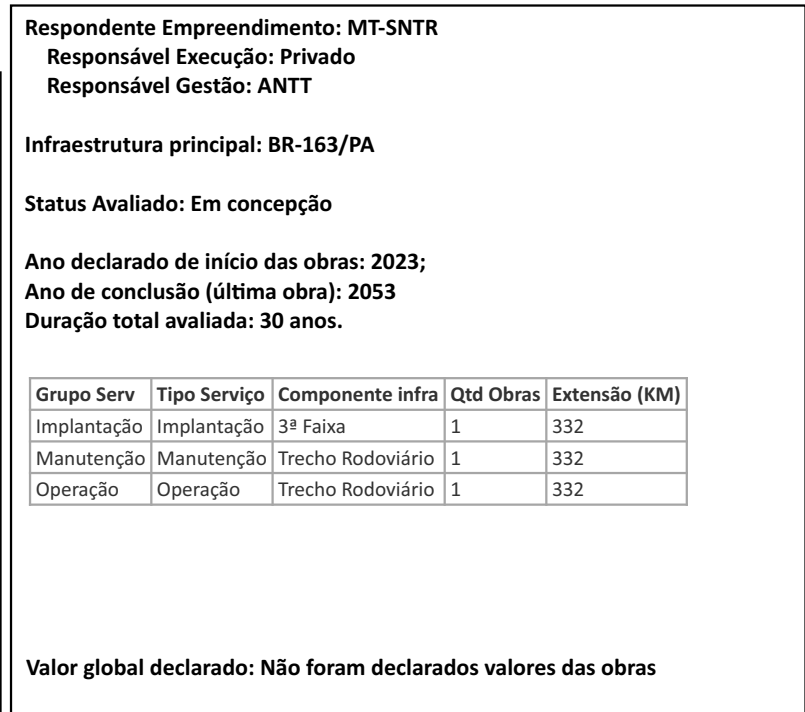 Respondente Empreendimento: MT-SNTR
Responsável Execução: Privado
Responsável Gestão: ANTT
Infraestrutura principal: BR-163/PA
Status Avaliado: Em concepção
Ano declarado de início das obras: 2023;
Ano de conclusão (última obra): 2053
Duração total avaliada: 30 anos.
Grupo Serv Tipo Serviço Componente infra Qtd Obras Extensão (KM)
Implantação Implantação 3ª Faixa 1 332
Manutenção Manutenção Trecho Rodoviário 1 332
Operação Operação Trecho Rodoviário 1 332
Valor global declarado: Não foram declarados valores das obras